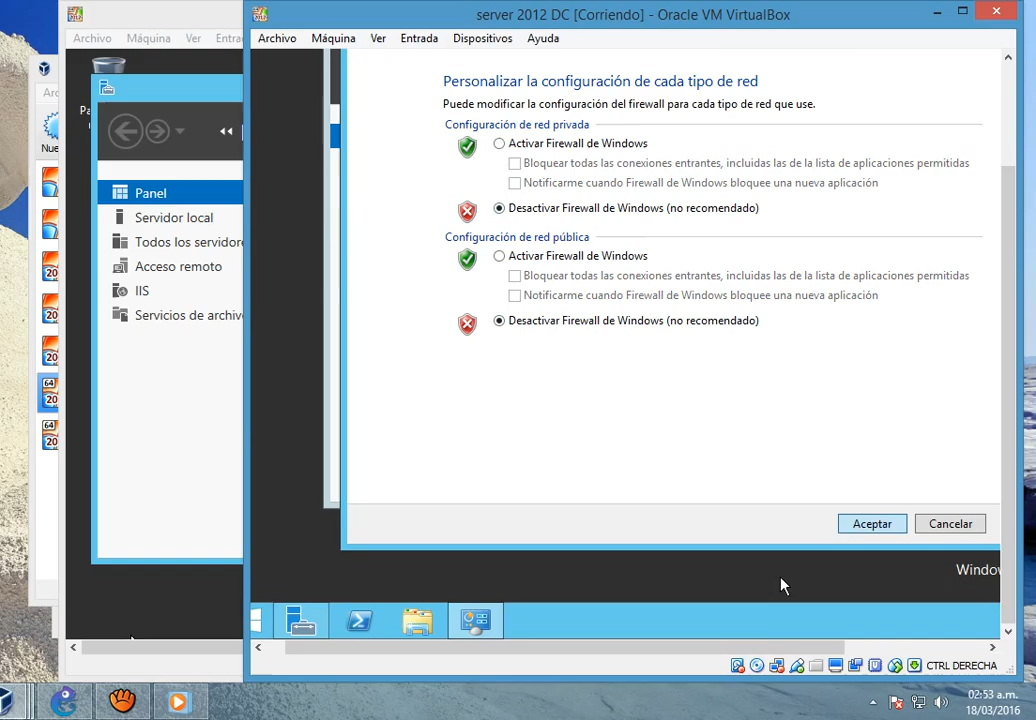 server 2012 DC [Corriendo] - Oracle VM VirtualBox
Archivo Máquina Ver
Archivo Máquina Ver Entrada Dispositivos Ayuda
Personalizar la configuración de cada tipo de red
Puede modificar la configuración del firewall para cada tipo de red que use.
Configuración de red privada
Activar Firewall de Windows
Bloquear todas las conexiones entrantes, incluidas las de la lista de aplicaciones permitidas
Notificarme cuando Firewall de Windows bloquee una nueva aplicación
Desactivar Firewall de Windows (no recomendado)
Configuración de red pública
Activar Firewall de Windows
Bloquear todas las conexiones entrantes, incluidas las de la lista de aplicaciones permitidas
Notificarme cuando Firewall de Windows bloquee una nueva aplicación
Desactivar Firewall de Windows (no recomendado)
Aceptar Cancelar
Panel
Servidor local
Todos los servidore
Acceso remoto
IIS
Servicios de archiv
Window
CTRL DERECHA
02:53 a.m.
18/03/2016